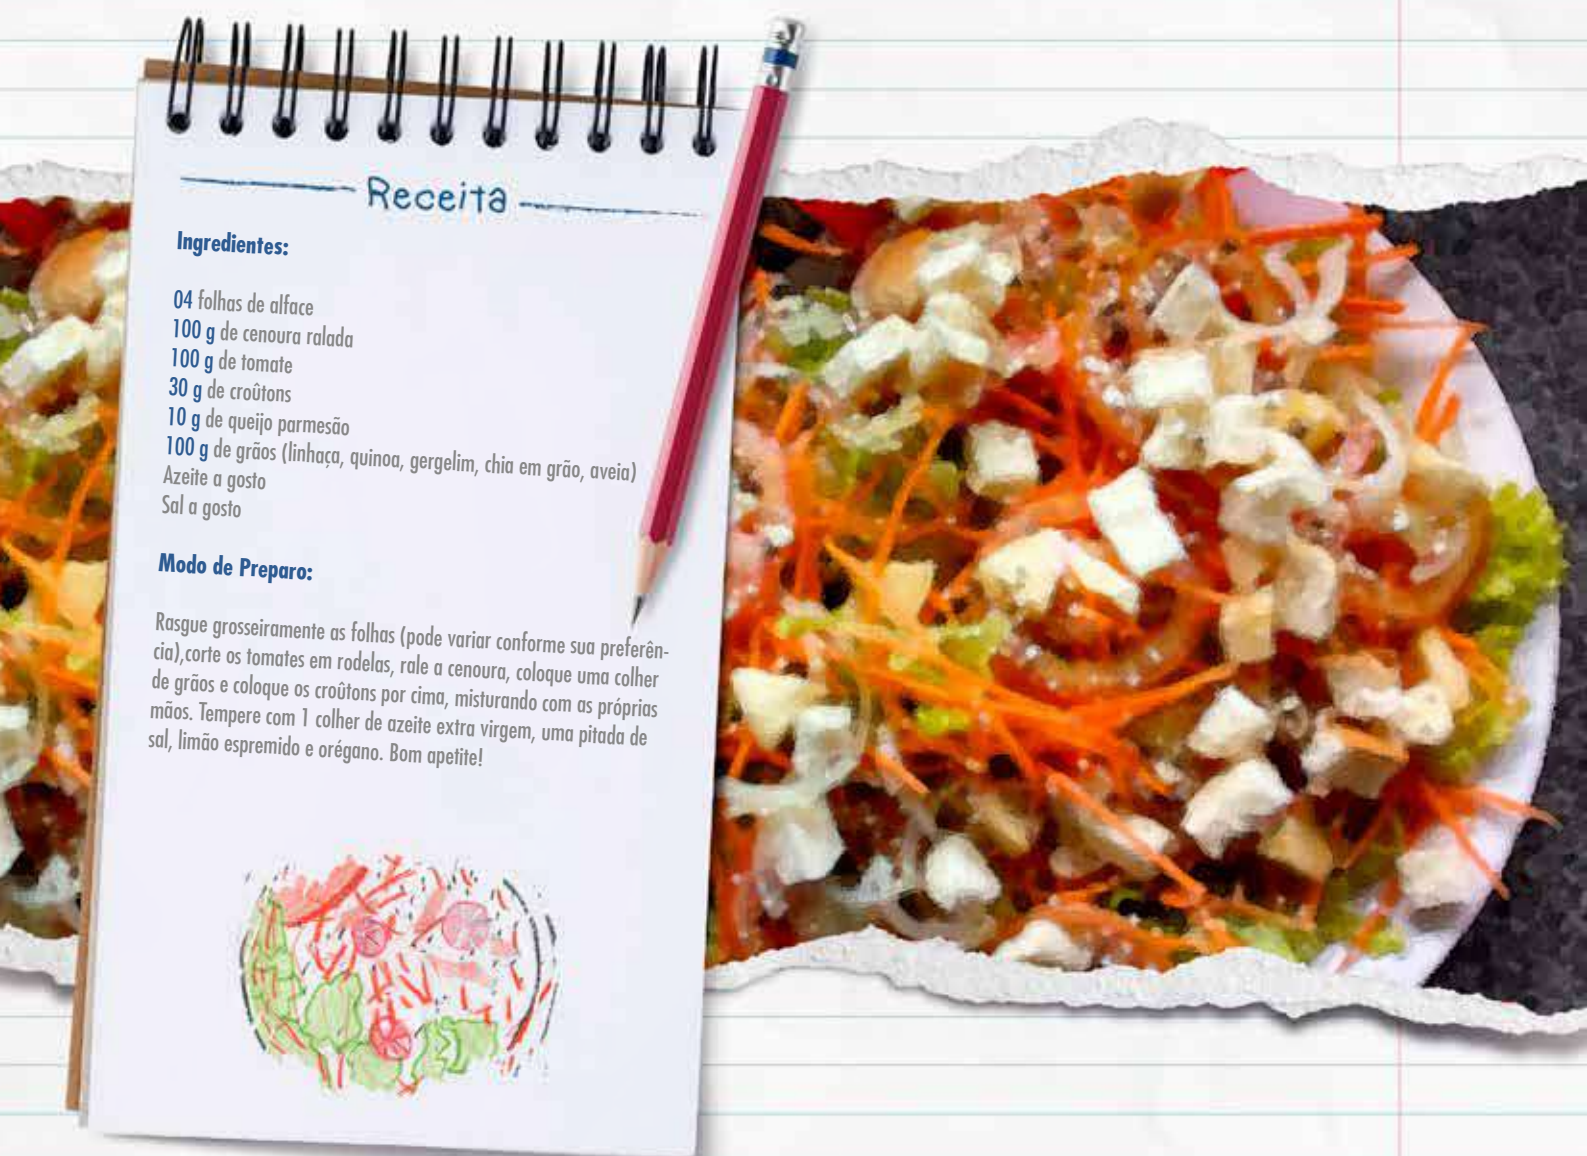 Receita
Ingredientes:
04 folhas de alface
100 g de cenoura ralada
100 g de tomate
30 g de croûtons
10 g de queijo parmesão
100 g de grãos (linhaça, quinoa, gergelim, chia em grão, aveia)
Azeite a gosto
Sal a gosto
Modo de Preparo:
Rasgue grosseiramente as folhas (pode variar conforme sua preferên-
cia),corte os tomates em rodelas, rale a cenoura, coloque uma colher
de grãos e coloque os croûtons por cima, misturando com as próprias
mãos. Tempere com 1 colher de azeite extra virgem, uma pitada de
sal, limão espremido e orégano. Bom apetite!